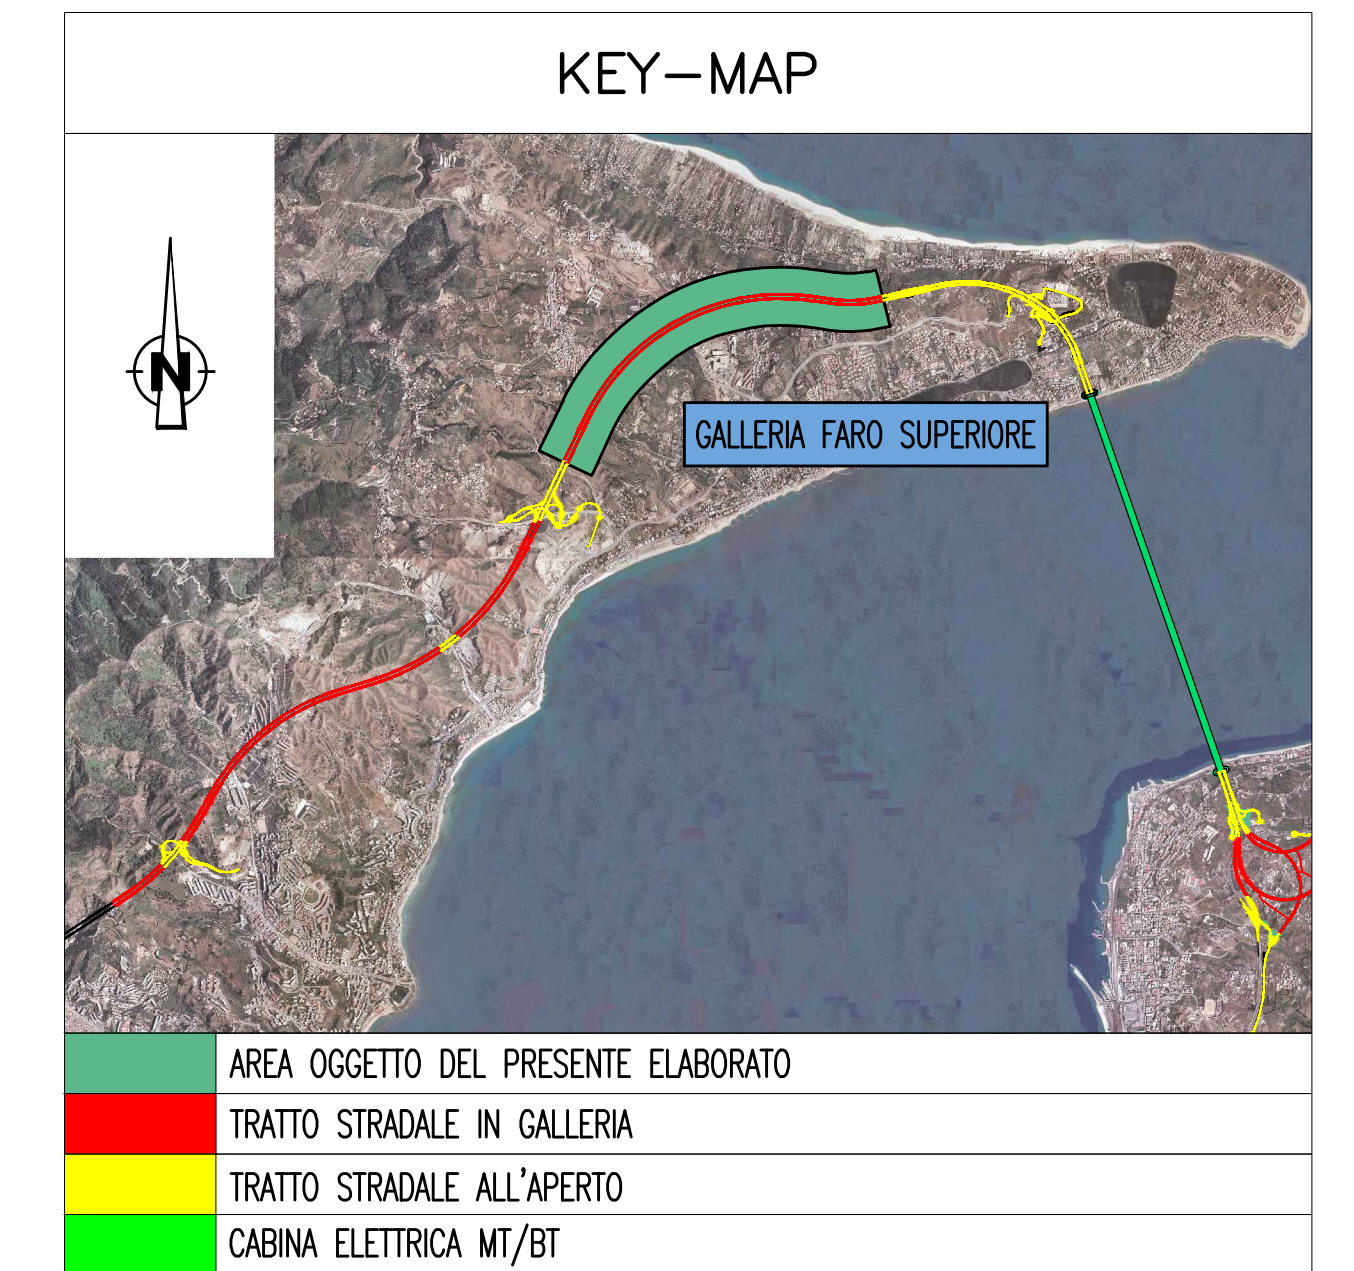 KEY-MAP
N
GALLERIA FARO SUPERIORE
AREA OGGETTO DEL PRESENTE ELABORATO
TRATTO STRADALE IN GALLERIA
TRATTO STRADALE ALL'APERTO
CABINA ELETTRICA MT/BT